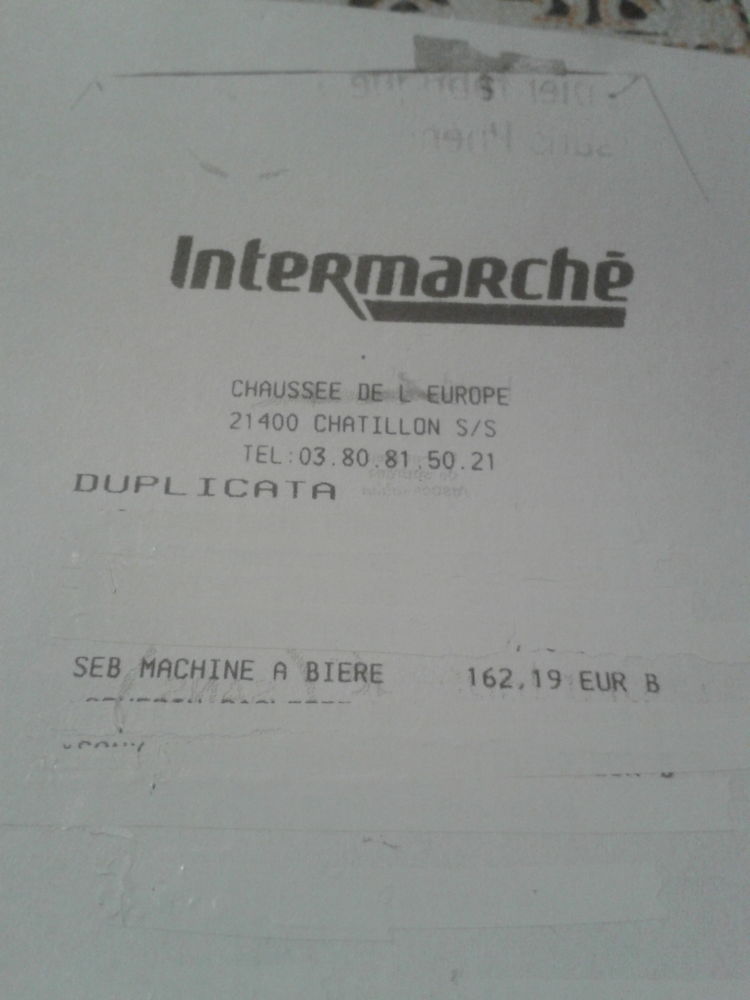 Intermarché
CHAUSSEE DE L EUROPE
21400 CHATILLON S/S
TEL:03.80.81.50.21
DUPLICATA
SEB MACHINE A BIERE 162,19 EUR B